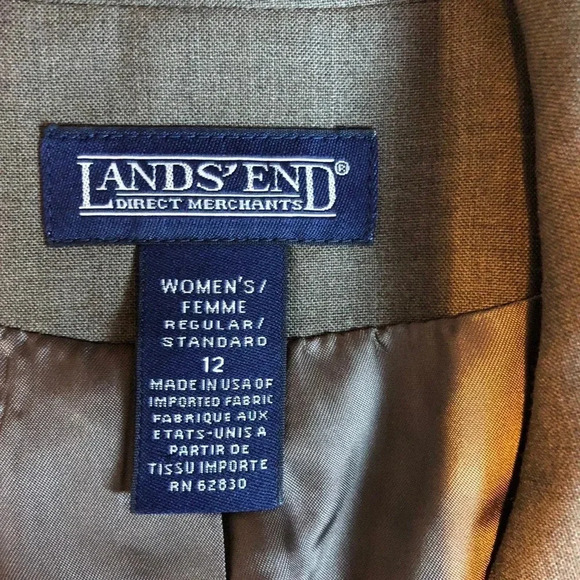 LANDS' END®
DIRECT MERCHANTS
WOMEN'S/
FEMME
REGULAR/
STANDARD
12
MADE IN USA OF
IMPORTED FABRIC
FABRIQUE AUX
ETATS-UNIS A
PARTIR DE
TISSU IMPORTE
RN 62830